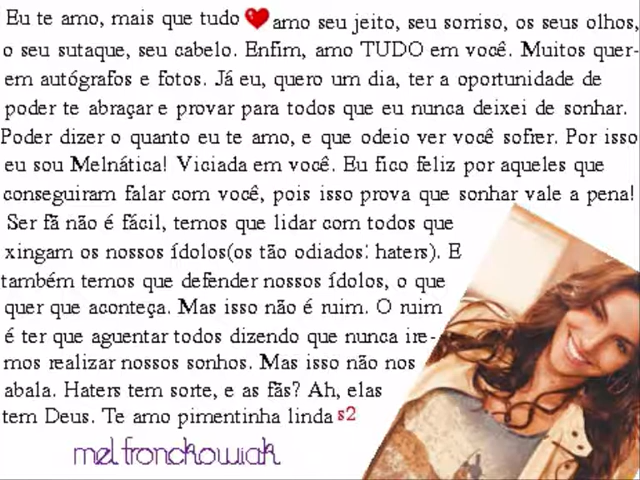 Eu te amo, mais que tudo ❤ amo seu jeito, seu sorriso, os seus olhos,
o seu sutaque, seu cabelo. Enfim, amo TUDO em você. Muitos quer-
em autógrafos e fotos. Já eu, quero um dia, ter a oportunidade de
poder te abraçar e provar para todos que eu nunca deixei de sonhar.
Poder dizer o quanto eu te amo, e que odeio ver você sofrer. Por isso
eu sou Melnática! Viciada em você. Eu fico feliz por aqueles que
conseguiram falar com você, pois isso prova que sonhar vale a pena!
Ser fã não é fácil, temos que lidar com todos que
xingam os nossos ídolos(os tão odiados: haters). E
também temos que defender nossos ídolos, o que
quer que aconteça. Mas isso não é ruim. O ruim
é ter que aguentar todos dizendo que nunca ire-
mos realizar nossos sonhos. Mas isso não nos
abala. Haters tem sorte, e as fãs? Ah, elas
tem Deus. Te amo pimentinha linda s2
mel fronckowiak